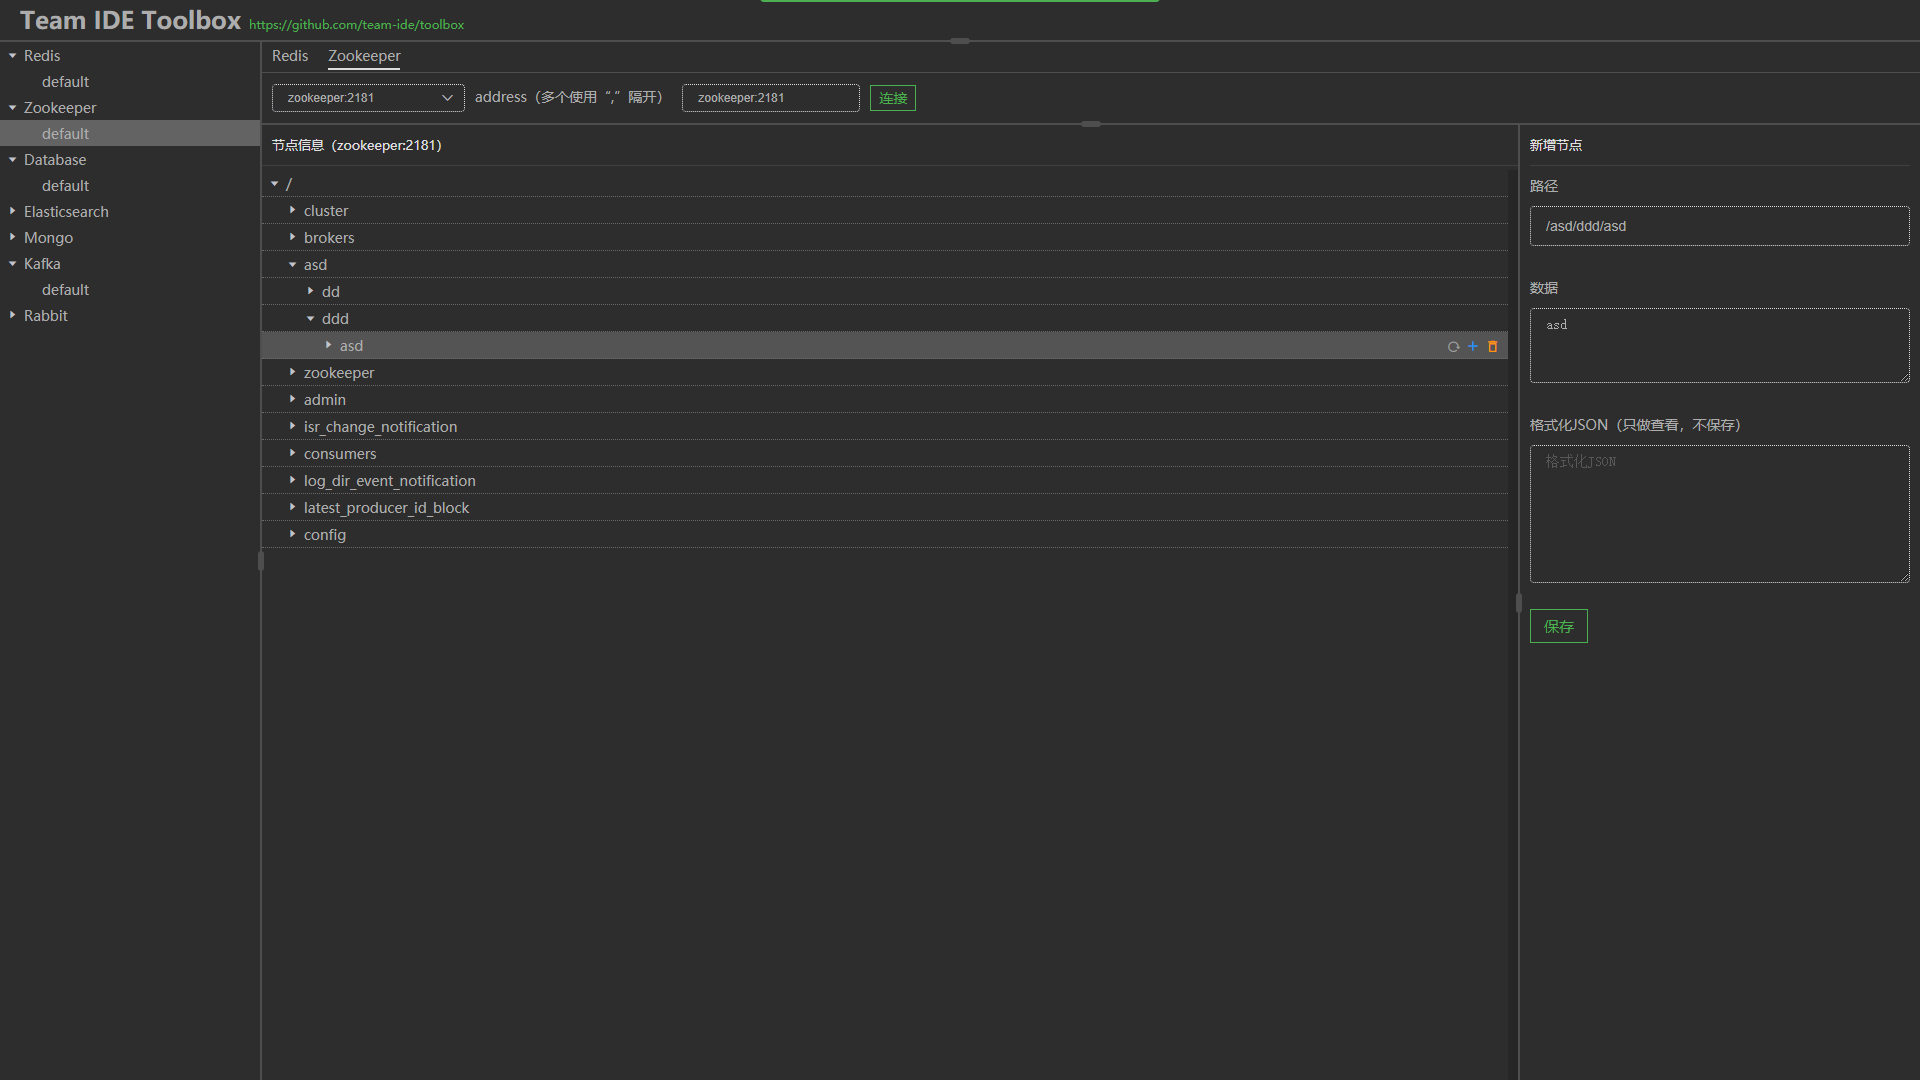 Team IDE Toolbox https://github.com/team-ide/toolbox
Redis
default
Zookeeper
default
Database
default
Elasticsearch
Mongo
Kafka
default
Rabbit
Redis Zookeeper
zookeeper:2181 address（多个使用“,”隔开） zookeeper:2181 连接
节点信息（zookeeper:2181）
/
cluster
brokers
asd
dd
ddd
asd
zookeeper
admin
isr_change_notification
consumers
log_dir_event_notification
latest_producer_id_block
config
新增节点
路径
/asd/ddd/asd
数据
asd
格式化JSON（只做查看，不保存）
格式化JSON
保存